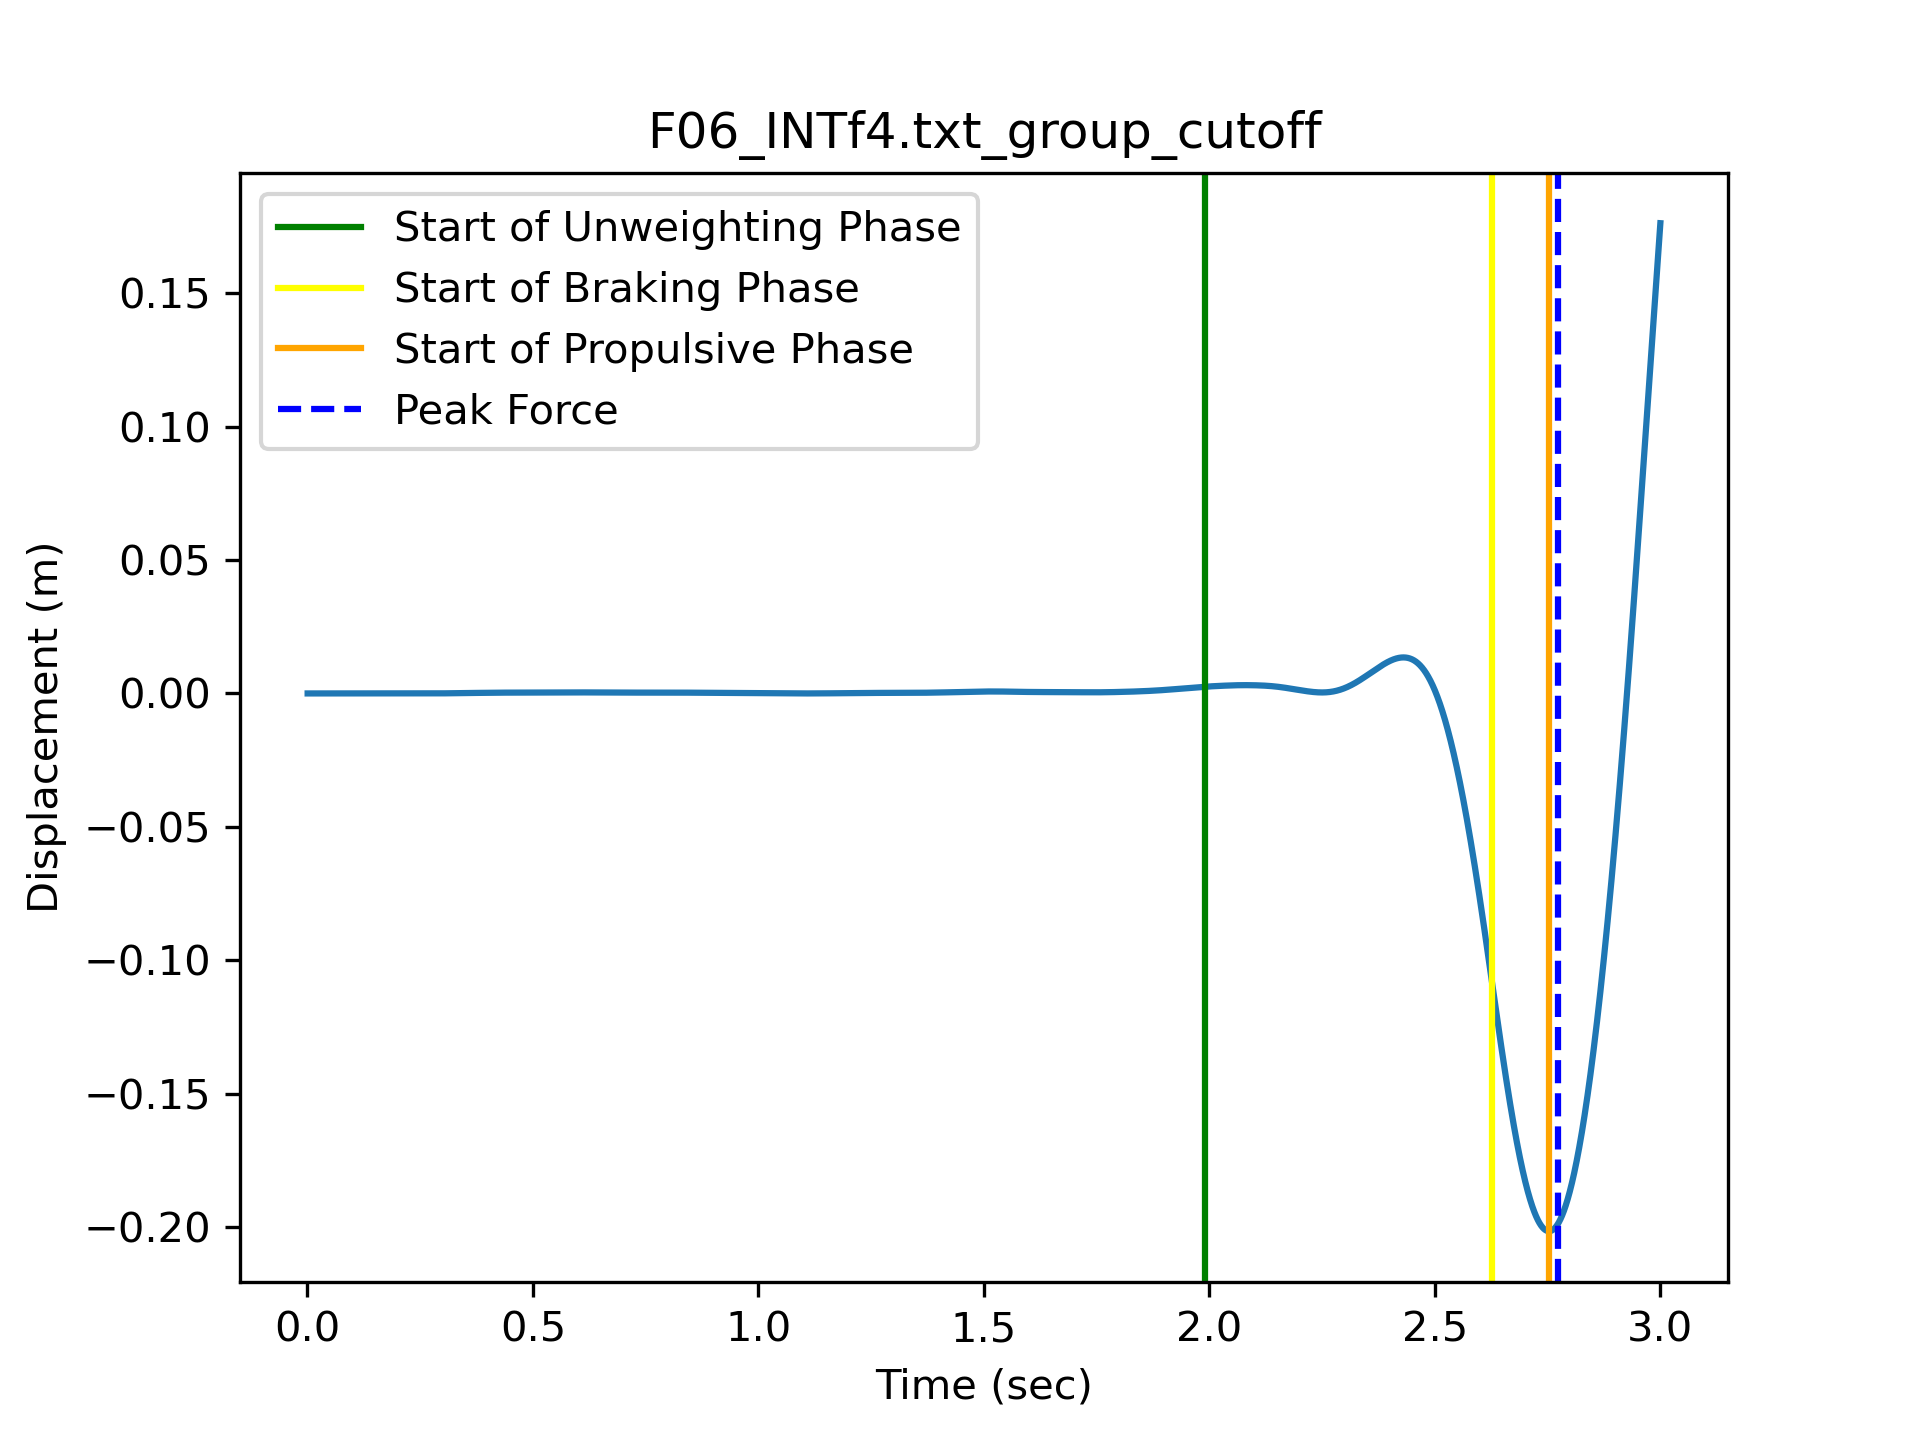 F06_INTf4.txt_group_cutoff
Start of Unweighting Phase
Start of Braking Phase
Start of Propulsive Phase
Peak Force
0.15
0.10
0.05
0.00
−0.05
−0.10
−0.15
−0.20
Displacement (m)
0.0 0.5 1.0 1.5 2.0 2.5 3.0
Time (sec)